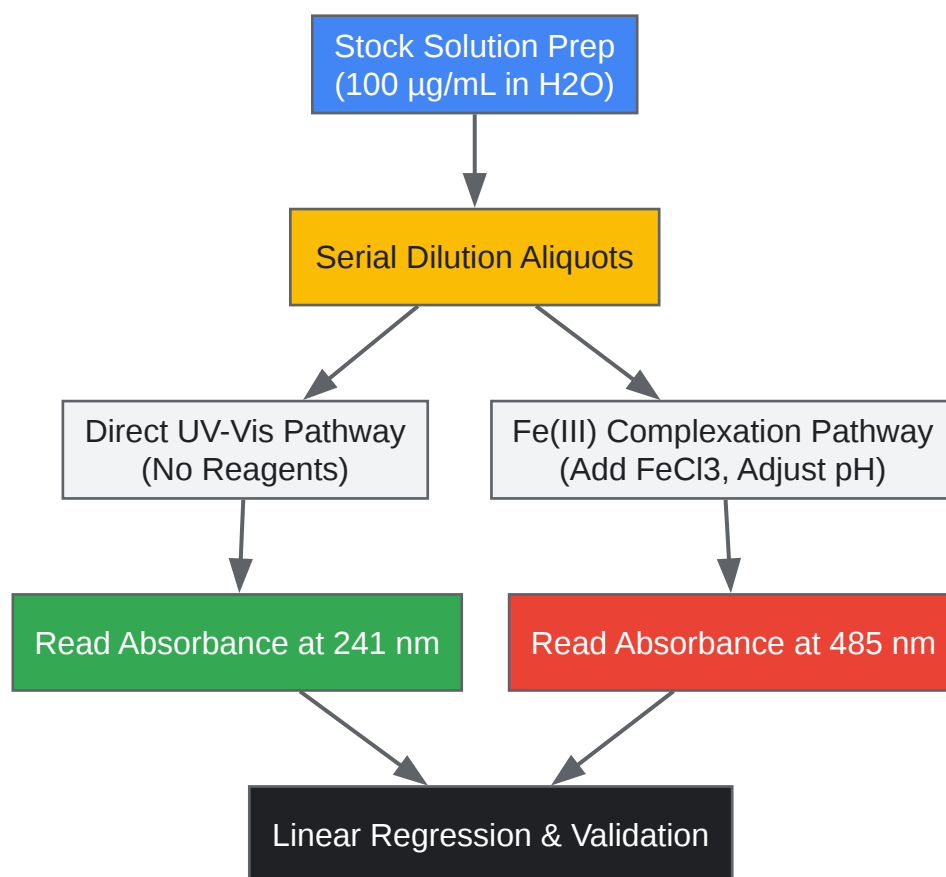 Stock Solution Prep
(100 µg/mL in H2O)
Serial Dilution Aliquots
Direct UV-Vis Pathway
(No Reagents)
Fe(III) Complexation Pathway
(Add FeCl3, Adjust pH)
Read Absorbance at 241 nm
Read Absorbance at 485 nm
Linear Regression & Validation